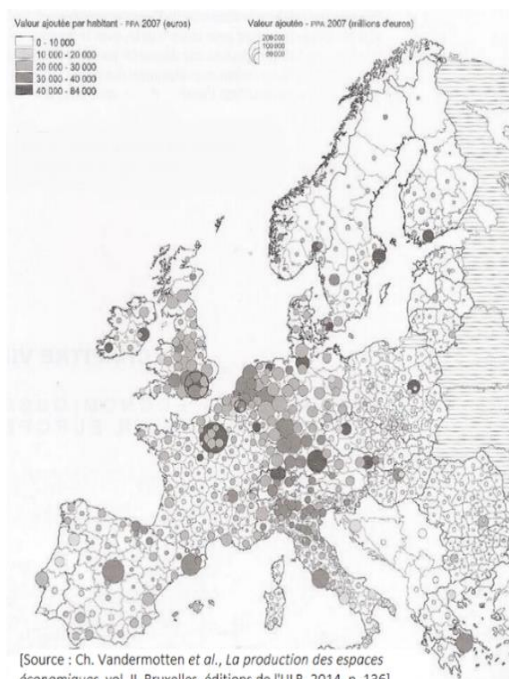 Valeur ajoutée par habitant - PPA 2007 (euros)
0 - 10 000
10 000 - 20 000
20 000 - 30 000
30 000 - 40 000
40 000 - 84 000
Valeur ajoutée - PPA 2007 (millions d'euros)
[Source : Ch. Vandermotten et al., La production des espaces
économiques, vol. II, Bruxelles, éditions de l'ULB, 2014, p. 136]